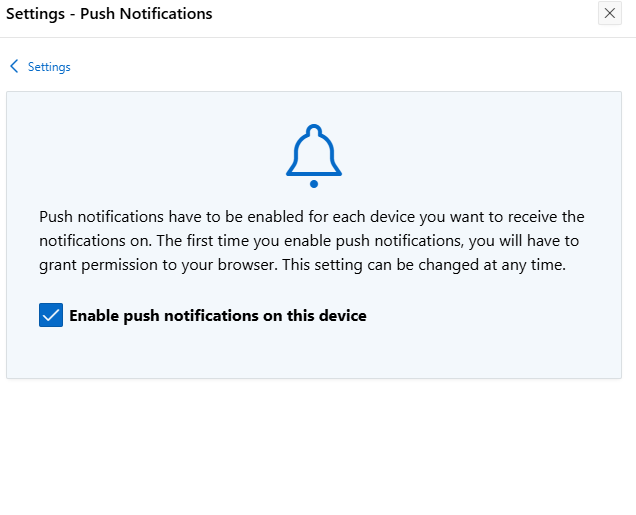 Settings - Push Notifications
Settings
Push notifications have to be enabled for each device you want to receive the
notifications on. The first time you enable push notifications, you will have to
grant permission to your browser. This setting can be changed at any time.
Enable push notifications on this device